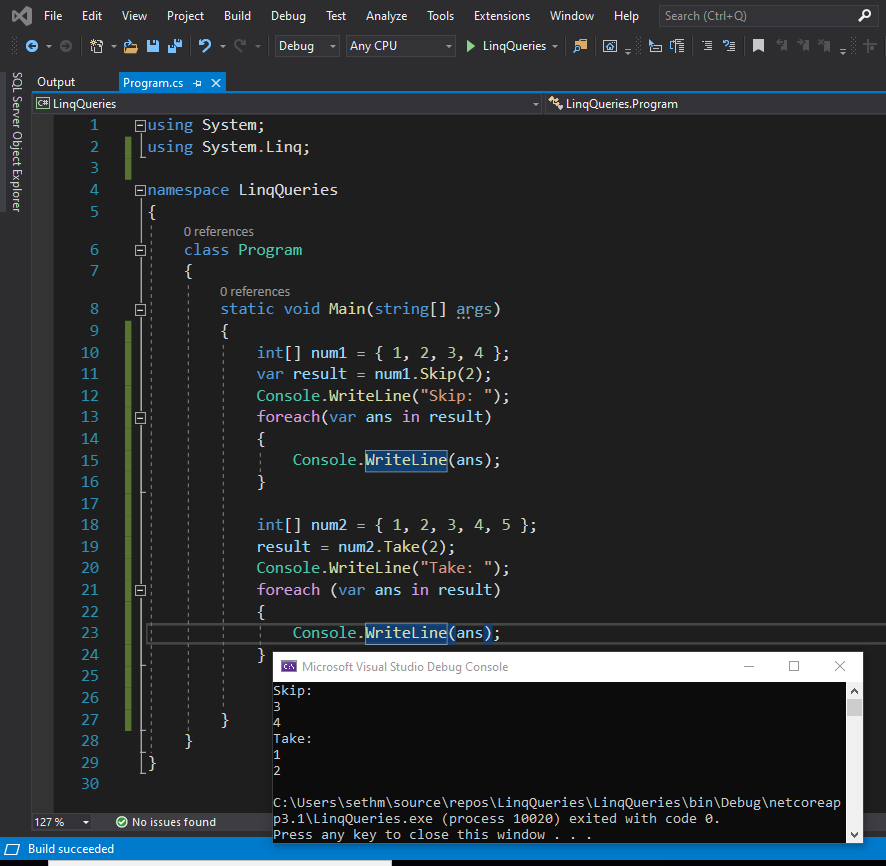 File Edit View Project Build Debug Test Analyze Tools Extensions Window Help Search (Ctrl+Q)
Debug Any CPU LinqQueries
SQL Server Object Explorer
Output Program.cs
C# LinqQueries LinqQueries.Program
1 using System;
2 using System.Linq;
3
4 namespace LinqQueries
5 {
0 references
6 class Program
7 {
0 references
8 static void Main(string[] args)
9 {
10 int[] num1 = { 1, 2, 3, 4 };
11 var result = num1.Skip(2);
12 Console.WriteLine("Skip: ");
13 foreach(var ans in result)
14 {
15 Console.WriteLine(ans);
16 }
17
18 int[] num2 = { 1, 2, 3, 4, 5 };
19 result = num2.Take(2);
20 Console.WriteLine("Take: ");
21 foreach (var ans in result)
22 {
23 Console.WriteLine(ans);
24 }
25
26
27 }
28 }
29 }
30
C:\ Microsoft Visual Studio Debug Console
Skip:
3
4
Take:
1
2
C:\Users\sethm\source\repos\LinqQueries\LinqQueries\bin\Debug\netcoreap
p3.1\LinqQueries.exe (process 10020) exited with code 0.
Press any key to close this window . . .
127 % No issues found
Build succeeded